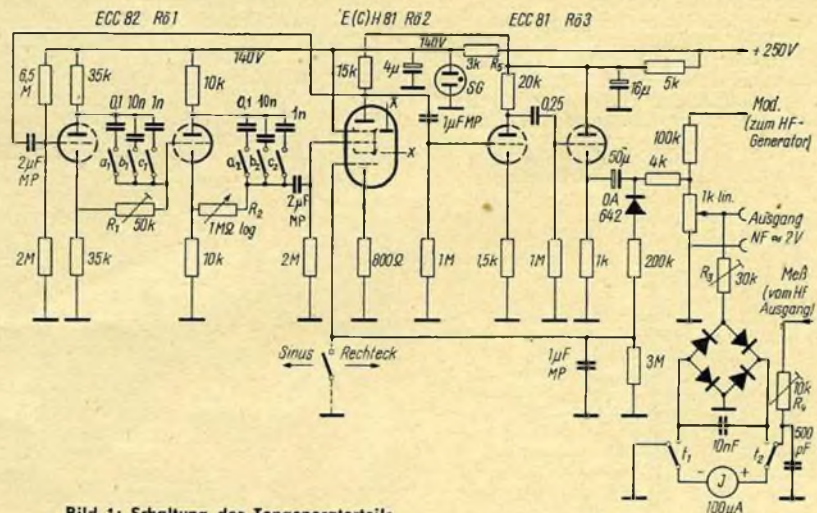 ECC 82 Rö1
E(C)H 81 Rö2
ECC 81 Rö3
140V
140V
+ 250V
6,5 M
35k
10k
15k
4µ
SG
3k R5
20k
16µ
5k
0,1 10n 1n
0,1 10n 1n
1µF MP
0,25
Mod. (zum HF-Generator)
100k
2µF MP
a1 b1 c1
a2 b2 c2
x
x
50µ
4k
1k lin.
R1 50k
R2 1MΩ log
2µF MP
0A 642
Ausgang
NF ≈ 2V
2M
35k
10k
2M
800Ω
1M
1,5k
1M
1k
200k
R3 30k
Meß (vom Hf Ausgang)
Sinus
Rechteck
1µF MP
3M
10k R4
10nF
500 pF
t1
t2
- J +
100µA
Bild 1: Schaltung des Tongeneratorteils